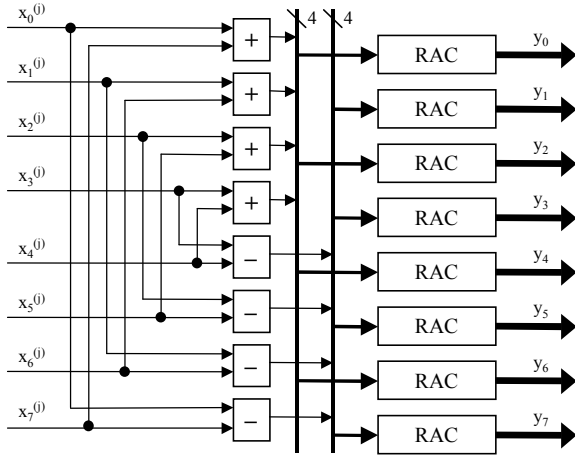 x₀⁽ʲ⁾ + 4 4 RAC y₀
x₁⁽ʲ⁾ + RAC y₁
x₂⁽ʲ⁾ + RAC y₂
x₃⁽ʲ⁾ + RAC y₃
x₄⁽ʲ⁾ − RAC y₄
x₅⁽ʲ⁾ − RAC y₅
x₆⁽ʲ⁾ − RAC y₆
x₇⁽ʲ⁾ − RAC y₇